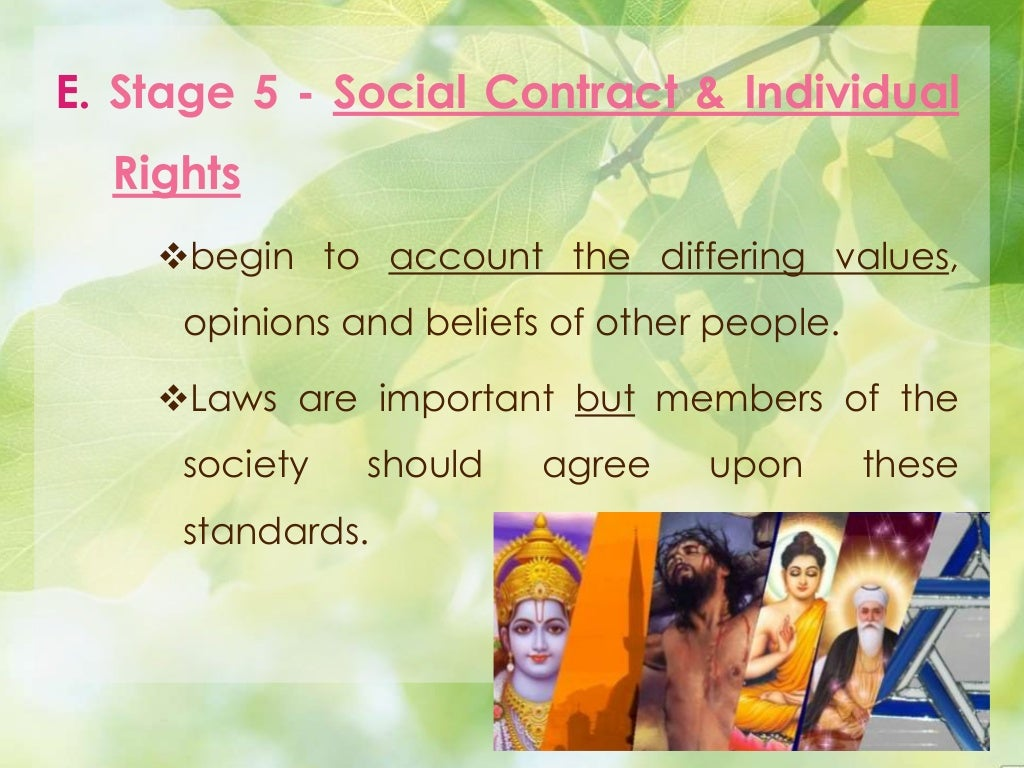 E. Stage 5 - Social Contract & Individual
Rights
❖begin to account the differing values,
opinions and beliefs of other people.
❖Laws are important but members of the
society should agree upon these
standards.